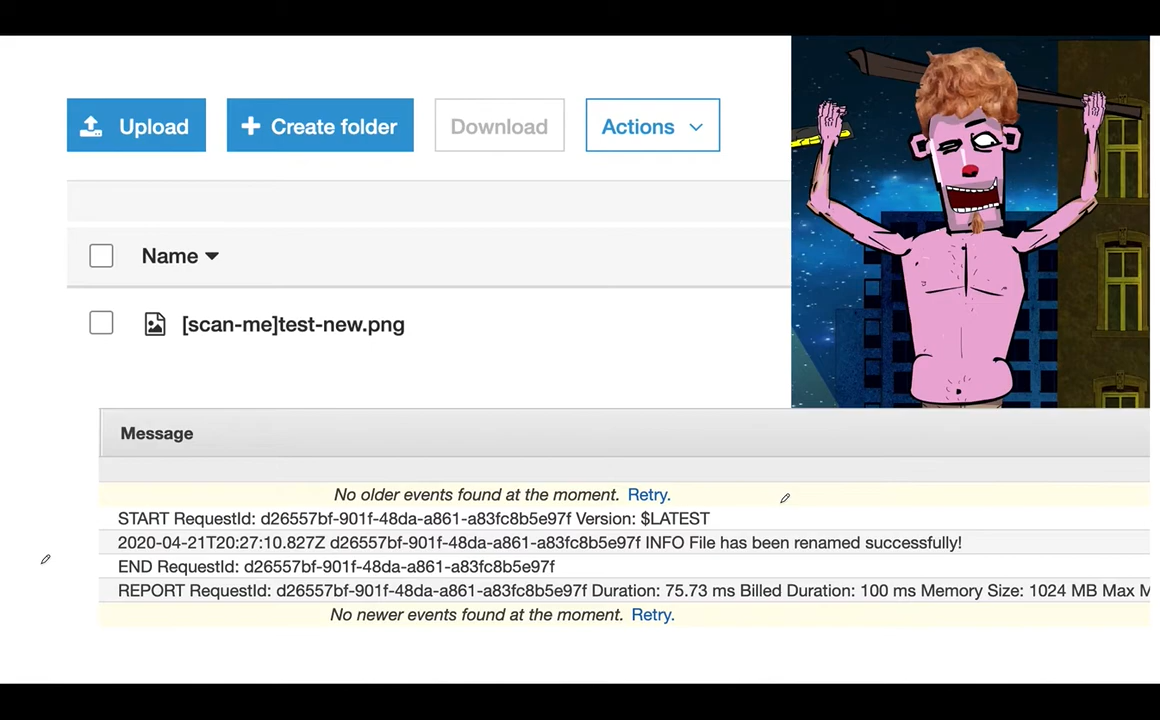 Upload
Create folder
Download
Actions
Name
[scan-me]test-new.png
Message
No older events found at the moment. Retry.
START RequestId: d26557bf-901f-48da-a861-a83fc8b5e97f Version: $LATEST
2020-04-21T20:27:10.827Z d26557bf-901f-48da-a861-a83fc8b5e97f INFO File has been renamed successfully!
END RequestId: d26557bf-901f-48da-a861-a83fc8b5e97f
REPORT RequestId: d26557bf-901f-48da-a861-a83fc8b5e97f Duration: 75.73 ms Billed Duration: 100 ms Memory Size: 1024 MB Max M
No newer events found at the moment. Retry.